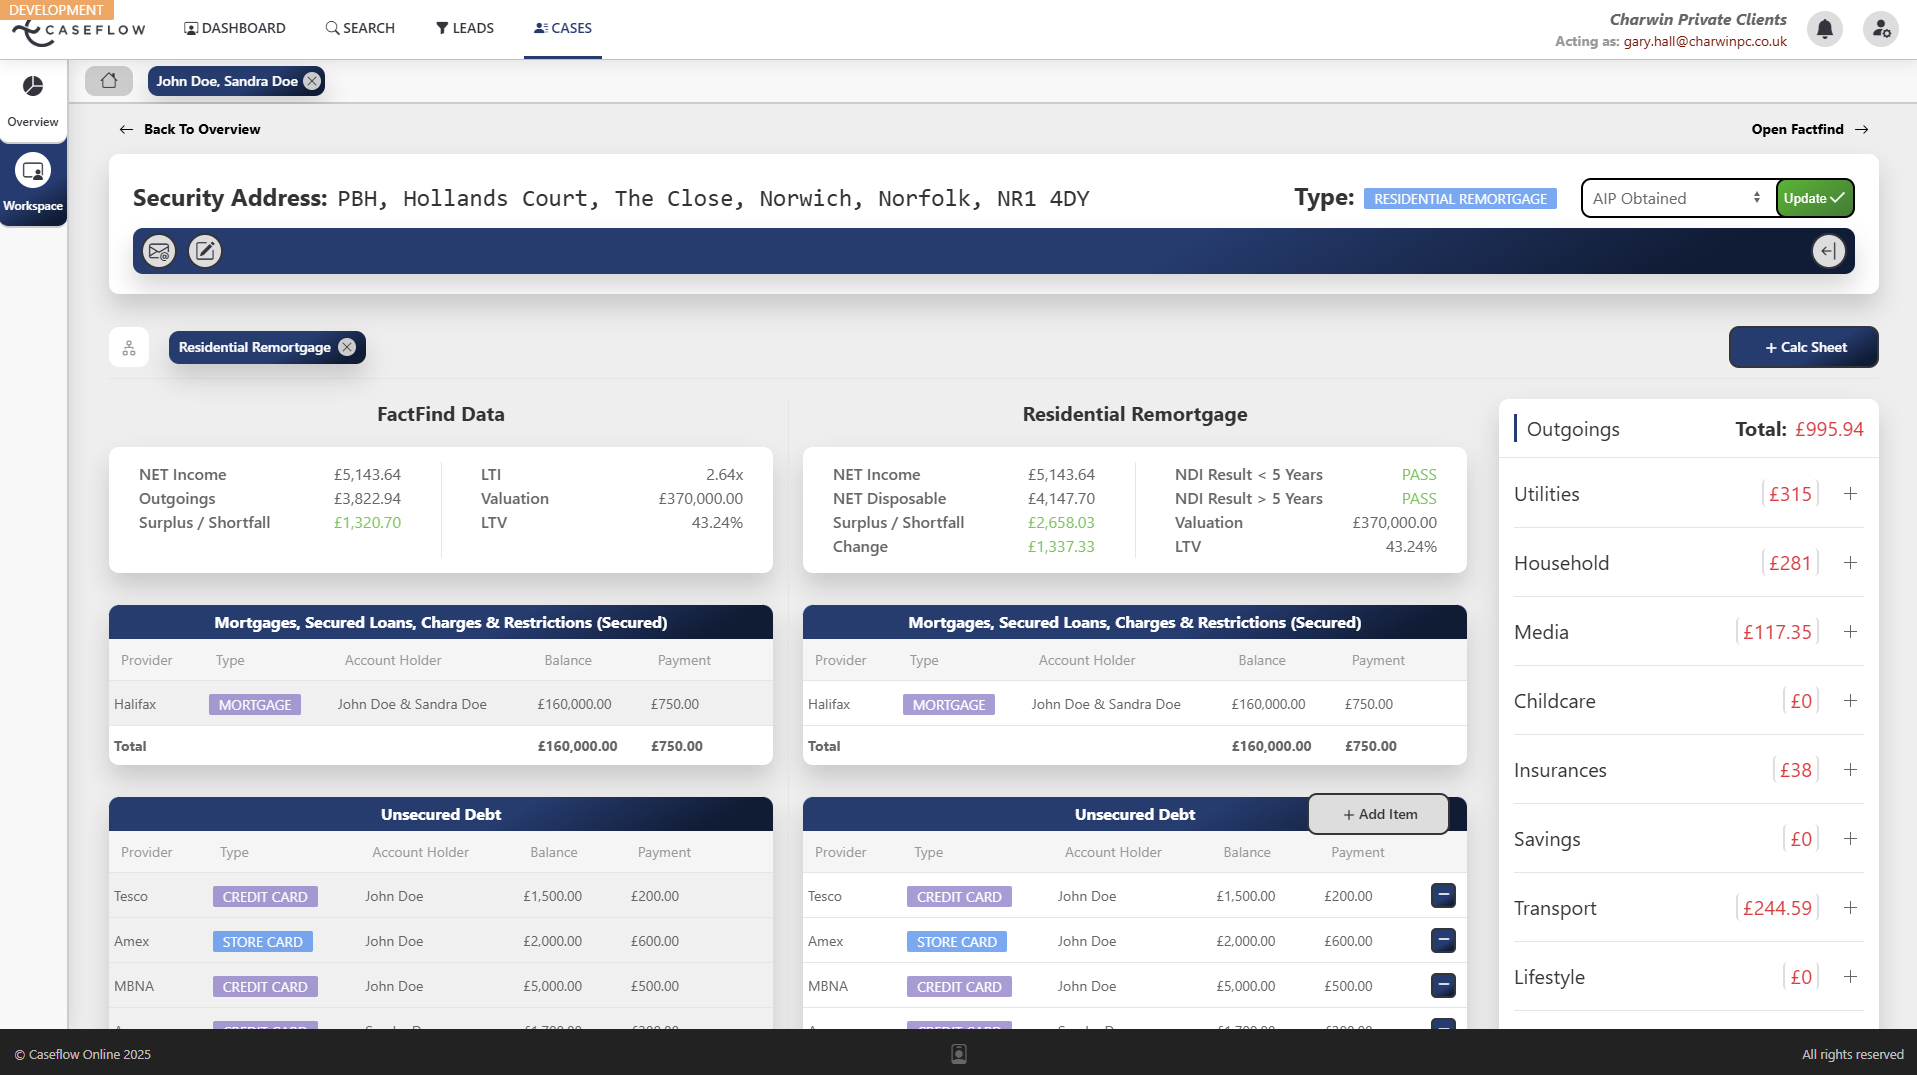 DEVELOPMENT
CASEFLOW
DASHBOARD
SEARCH
LEADS
CASES
Charwin Private Clients
Acting as: gary.hall@charwinpc.co.uk
Overview
Workspace
John Doe, Sandra Doe
Back To Overview
Open Factfind
Security Address: PBH, Hollands Court, The Close, Norwich, Norfolk, NR1 4DY
Type: RESIDENTIAL REMORTGAGE
AIP Obtained
Update
Residential Remortgage
+ Calc Sheet
FactFind Data
NET Income £5,143.64
Outgoings £3,822.94
Surplus / Shortfall £1,320.70
LTI 2.64x
Valuation £370,000.00
LTV 43.24%
Mortgages, Secured Loans, Charges & Restrictions (Secured)
Provider Type Account Holder Balance Payment
Halifax MORTGAGE John Doe & Sandra Doe £160,000.00 £750.00
Total £160,000.00 £750.00
Unsecured Debt
Provider Type Account Holder Balance Payment
Tesco CREDIT CARD John Doe £1,500.00 £200.00
Amex STORE CARD John Doe £2,000.00 £600.00
MBNA CREDIT CARD John Doe £5,000.00 £500.00
Residential Remortgage
NET Income £5,143.64
NET Disposable £4,147.70
Surplus / Shortfall £2,658.03
Change £1,337.33
NDI Result < 5 Years PASS
NDI Result > 5 Years PASS
Valuation £370,000.00
LTV 43.24%
Mortgages, Secured Loans, Charges & Restrictions (Secured)
Provider Type Account Holder Balance Payment
Halifax MORTGAGE John Doe & Sandra Doe £160,000.00 £750.00
Total £160,000.00 £750.00
Unsecured Debt
+ Add Item
Provider Type Account Holder Balance Payment
Tesco CREDIT CARD John Doe £1,500.00 £200.00
Amex STORE CARD John Doe £2,000.00 £600.00
MBNA CREDIT CARD John Doe £5,000.00 £500.00
Outgoings Total: £995.94
Utilities £315
Household £281
Media £117.35
Childcare £0
Insurances £38
Savings £0
Transport £244.59
Lifestyle £0
© Caseflow Online 2025
All rights reserved